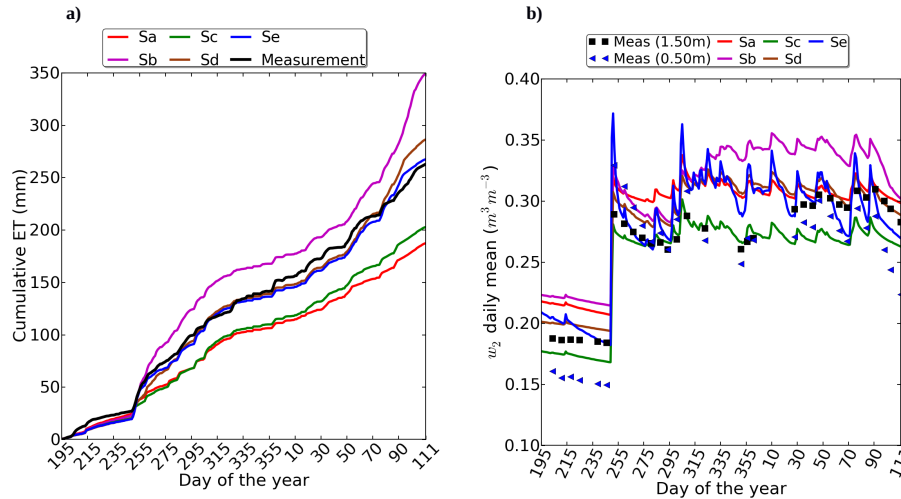 a)
Sa Sc Se
Sb Sd Measurement
350
300
250
200
150
100
50
0
Cumulative ET (mm)
195 215 235 255 275 295 315 335 355 10 30 50 70 90 111
Day of the year
b)
Meas (1.50m) Sa Sc Se
Meas (0.50m) Sb Sd
0.40
0.35
0.30
0.25
0.20
0.15
0.10
w₂ daily mean (m³ m⁻³)
195 215 235 255 275 295 315 335 355 10 30 50 70 90 111
Day of the year